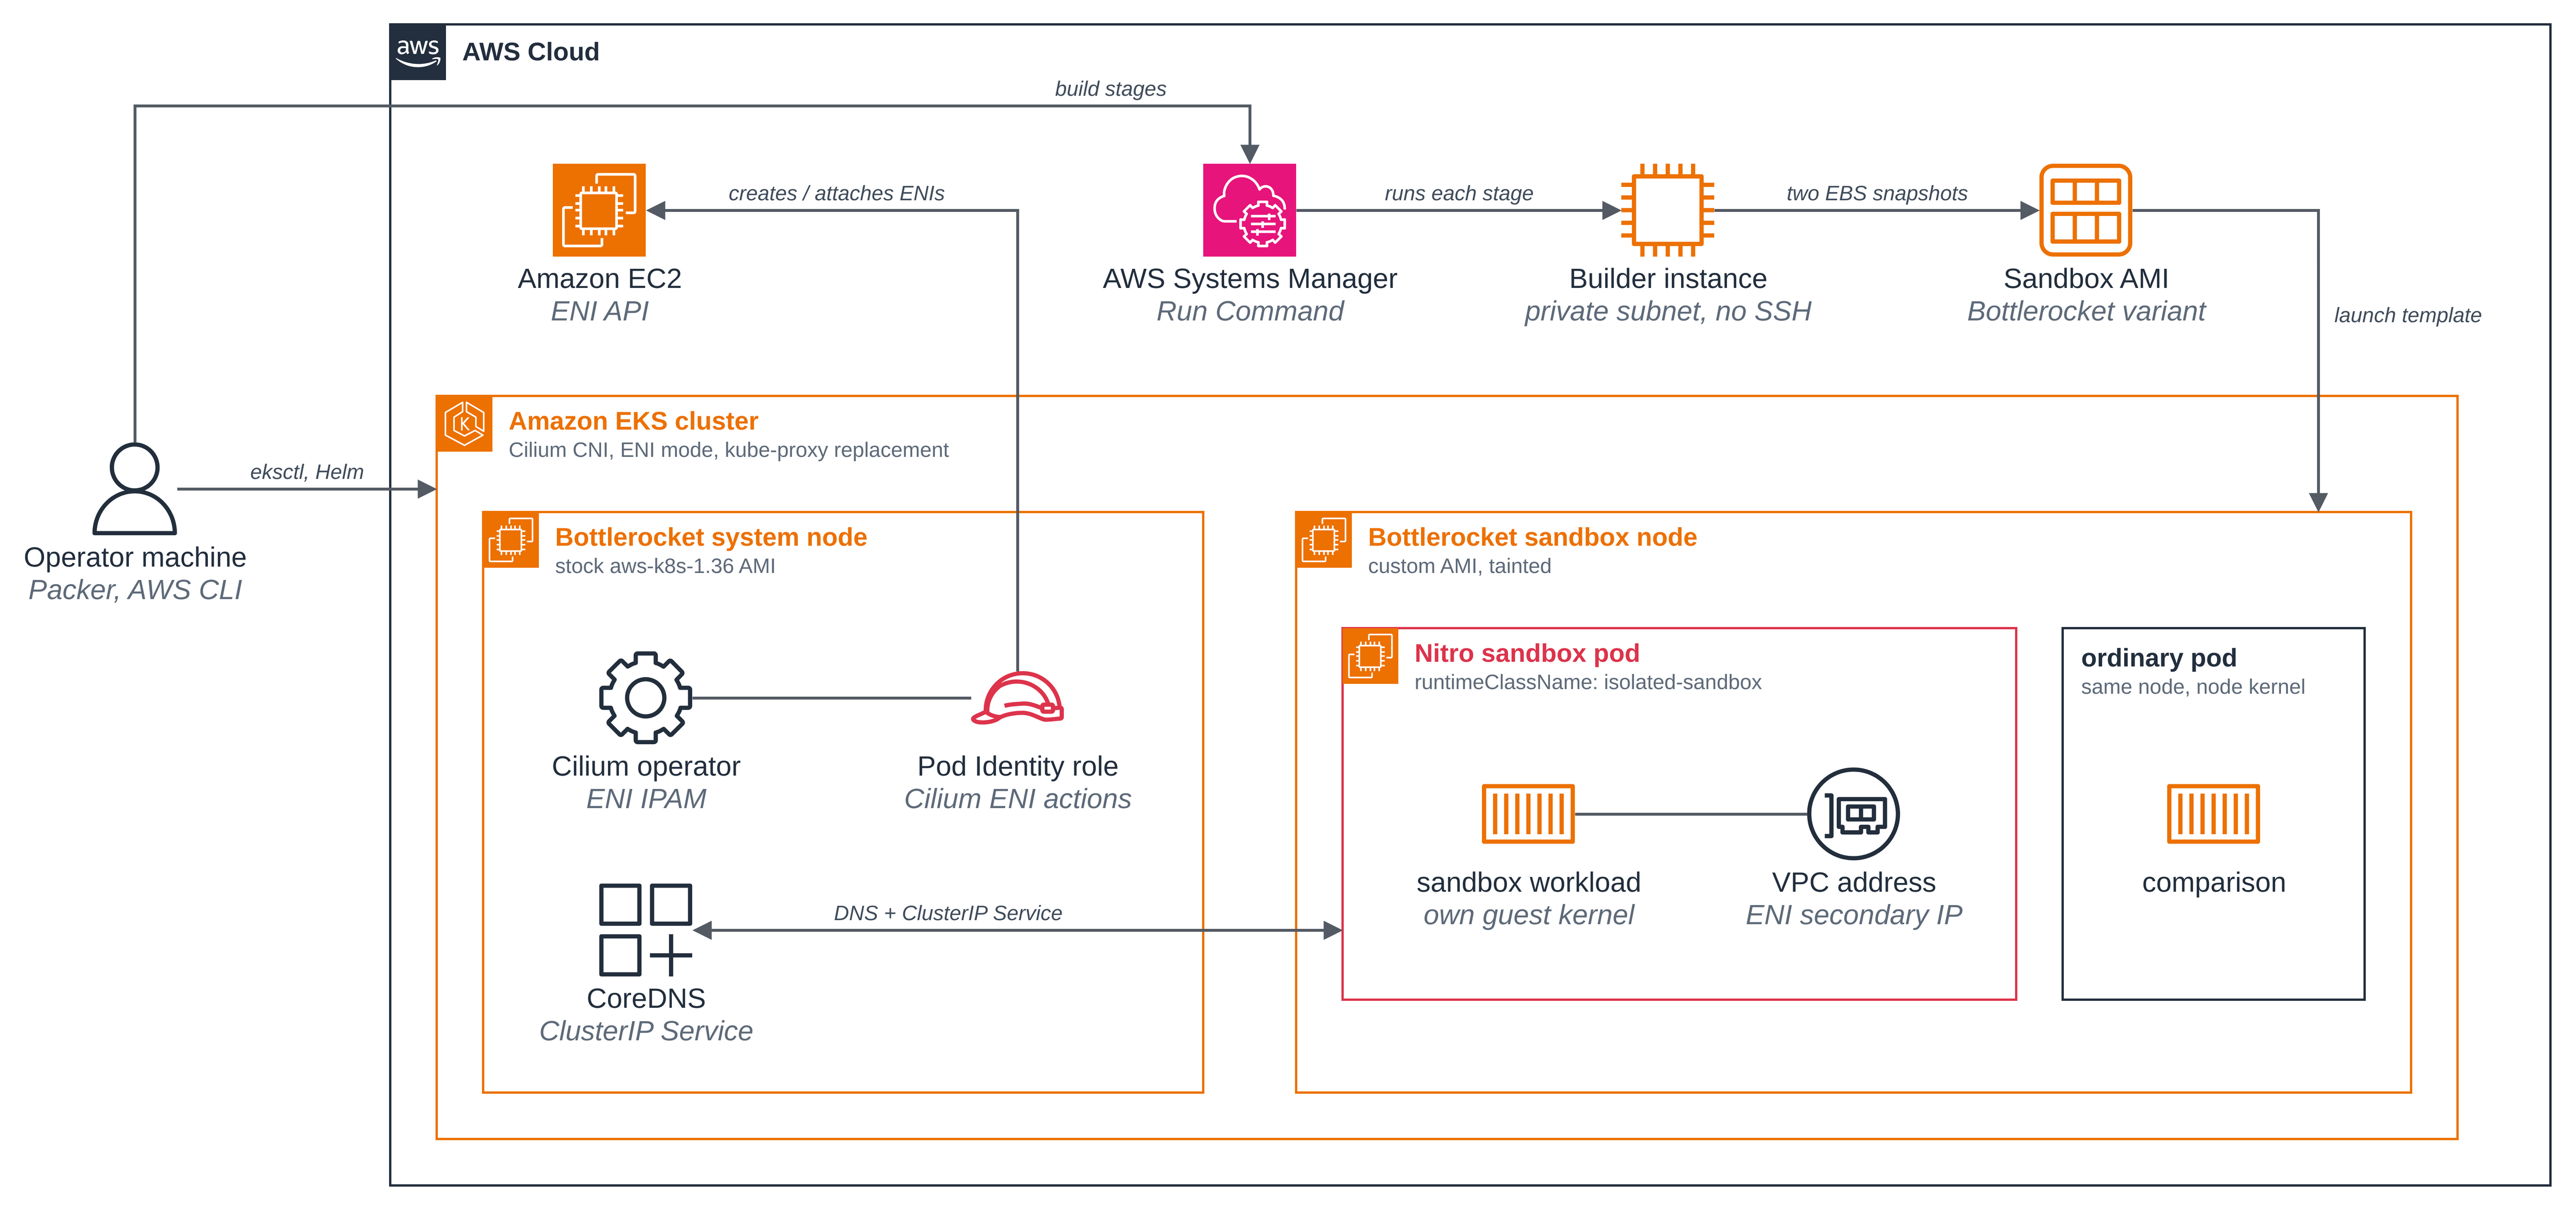 aws
AWS Cloud
build stages
creates / attaches ENIs
runs each stage
two EBS snapshots
Amazon EC2
ENI API
AWS Systems Manager
Run Command
Builder instance
private subnet, no SSH
Sandbox AMI
Bottlerocket variant
launch template
K
Amazon EKS cluster
Cilium CNI, ENI mode, kube-proxy replacement
eksctl, Helm
Operator machine
Packer, AWS CLI
Bottlerocket system node
stock aws-k8s-1.36 AMI
Bottlerocket sandbox node
custom AMI, tainted
Nitro sandbox pod
runtimeClassName: isolated-sandbox
ordinary pod
same node, node kernel
Cilium operator
ENI IPAM
Pod Identity role
Cilium ENI actions
sandbox workload
own guest kernel
VPC address
ENI secondary IP
comparison
DNS + ClusterIP Service
CoreDNS
ClusterIP Service